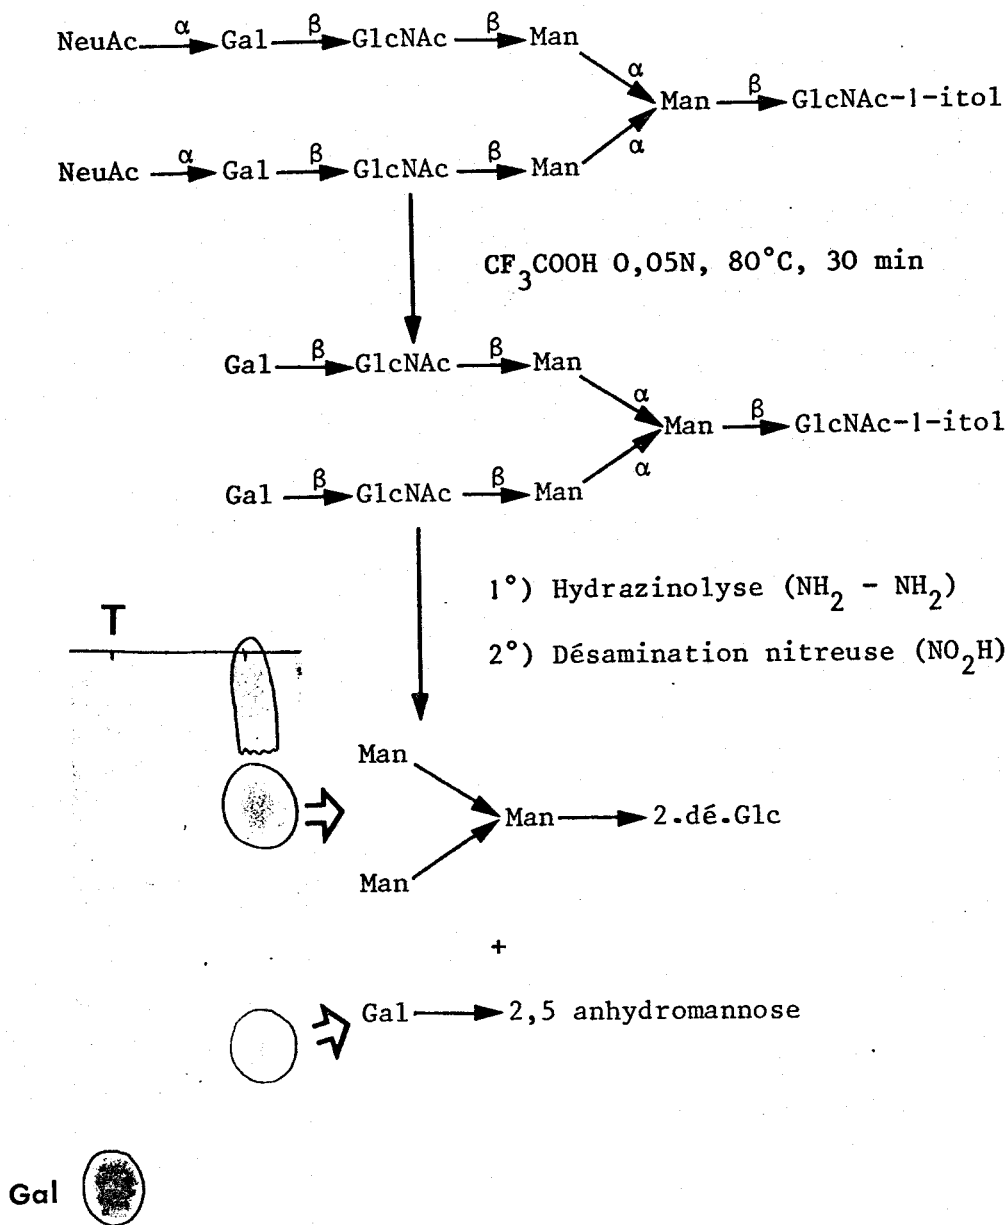 NeuAc α Gal β GlcNAc β Man
α
Man β GlcNAc-1-itol
α
NeuAc α Gal β GlcNAc β Man
CF3COOH 0,05N, 80°C, 30 min
Gal β GlcNAc β Man
α
Man β GlcNAc-1-itol
α
Gal β GlcNAc β Man
1°) Hydrazinolyse (NH2 - NH2)
2°) Désamination nitreuse (NO2H)
T
Man
Man 2.dé.Glc
Man
+
Gal 2,5 anhydromannose
Gal